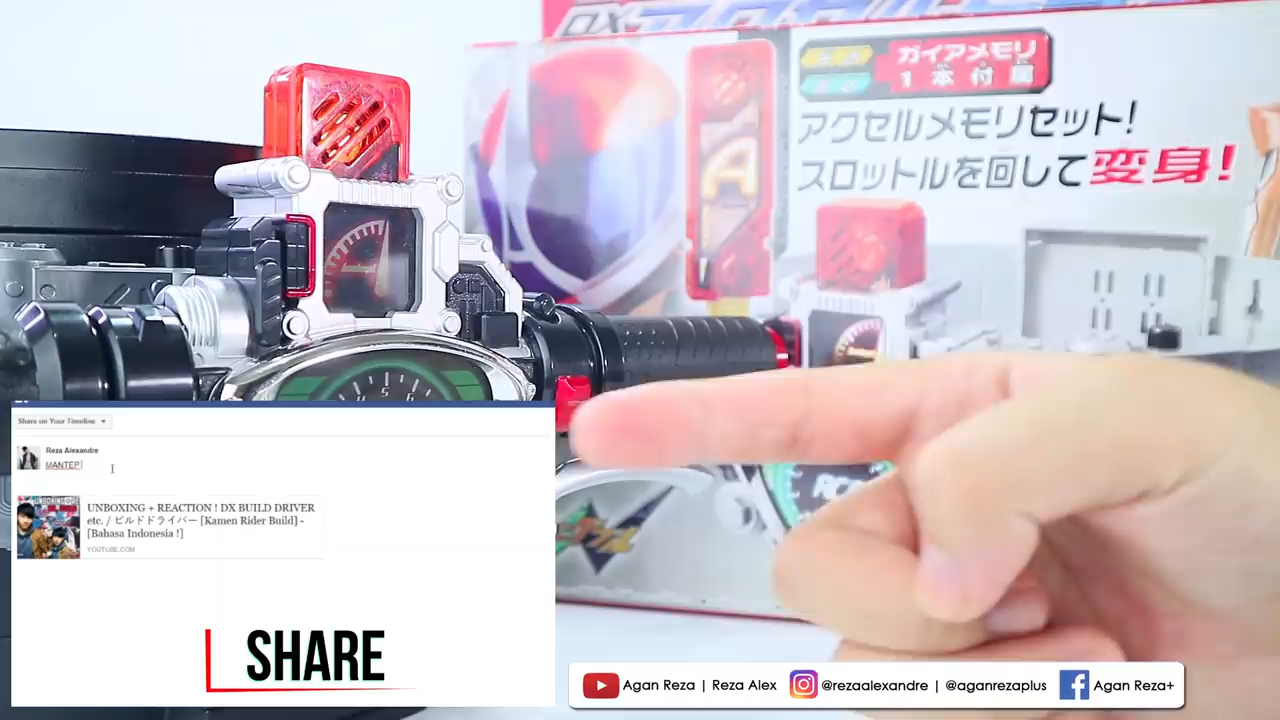 ガイアメモリ
1本付属
アクセルメモリセット!
スロットルを回して変身!
A
Share on Your Timeline
Reza Alexandre
MANTEP
UNBOXING + REACTION ! DX BUILD DRIVER
etc. / ビルドドライバー [Kamen Rider Build] -
[Bahasa Indonesia !]
YOUTUBE.COM
SHARE
Agan Reza | Reza Alex
@rezaalexandre | @aganrezaplus
Agan Reza+